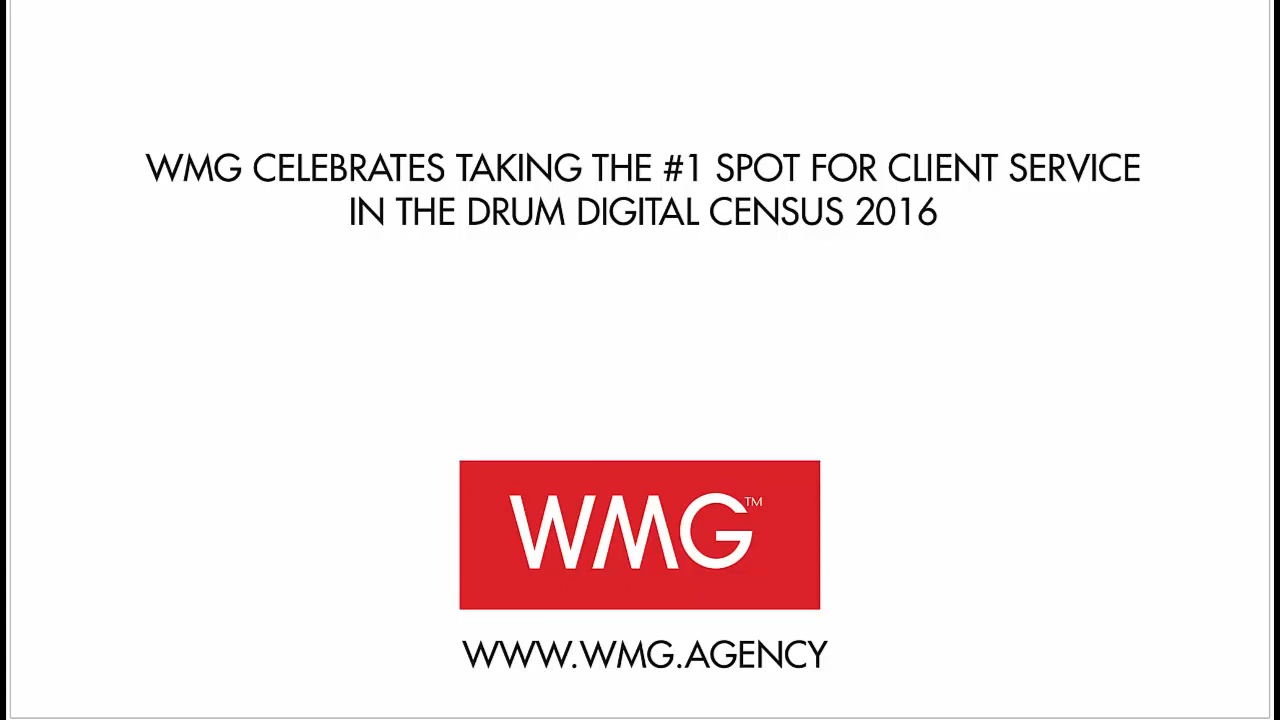 WMG CELEBRATES TAKING THE #1 SPOT FOR CLIENT SERVICE
IN THE DRUM DIGITAL CENSUS 2016
WMG™
WWW.WMG.AGENCY